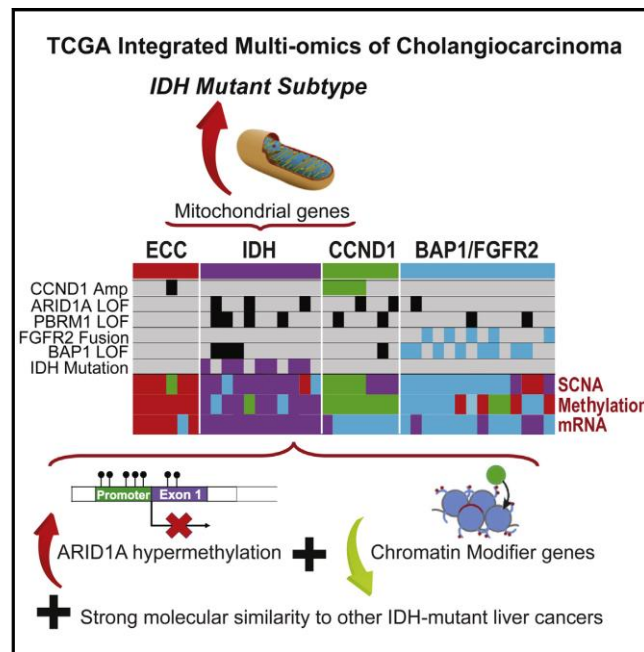 TCGA Integrated Multi-omics of Cholangiocarcinoma
IDH Mutant Subtype
Mitochondrial genes
ECC IDH CCND1 BAP1/FGFR2
CCND1 Amp
ARID1A LOF
PBRM1 LOF
FGFR2 Fusion
BAP1 LOF
IDH Mutation
SCNA
Methylation
mRNA
Promoter Exon 1
ARID1A hypermethylation + Chromatin Modifier genes
+ Strong molecular similarity to other IDH-mutant liver cancers